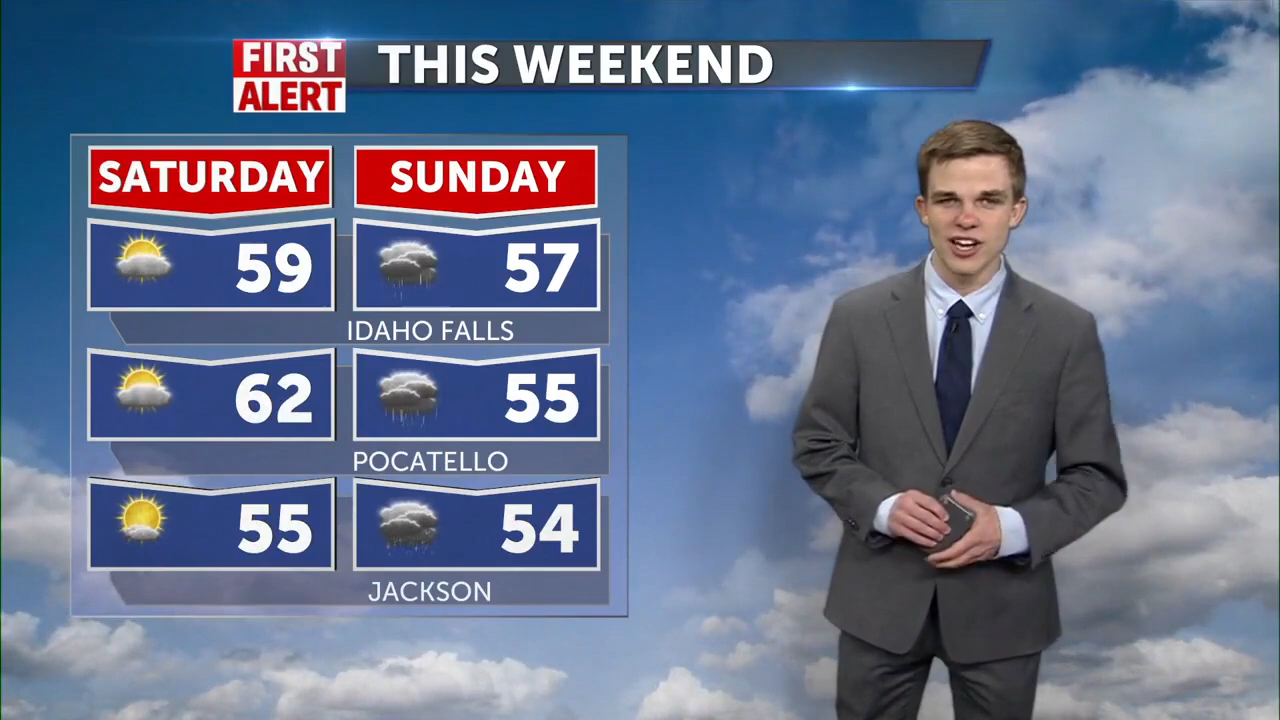 FIRST
ALERT
THIS WEEKEND
SATURDAY SUNDAY
59 57
IDAHO FALLS
62 55
POCATELLO
55 54
JACKSON